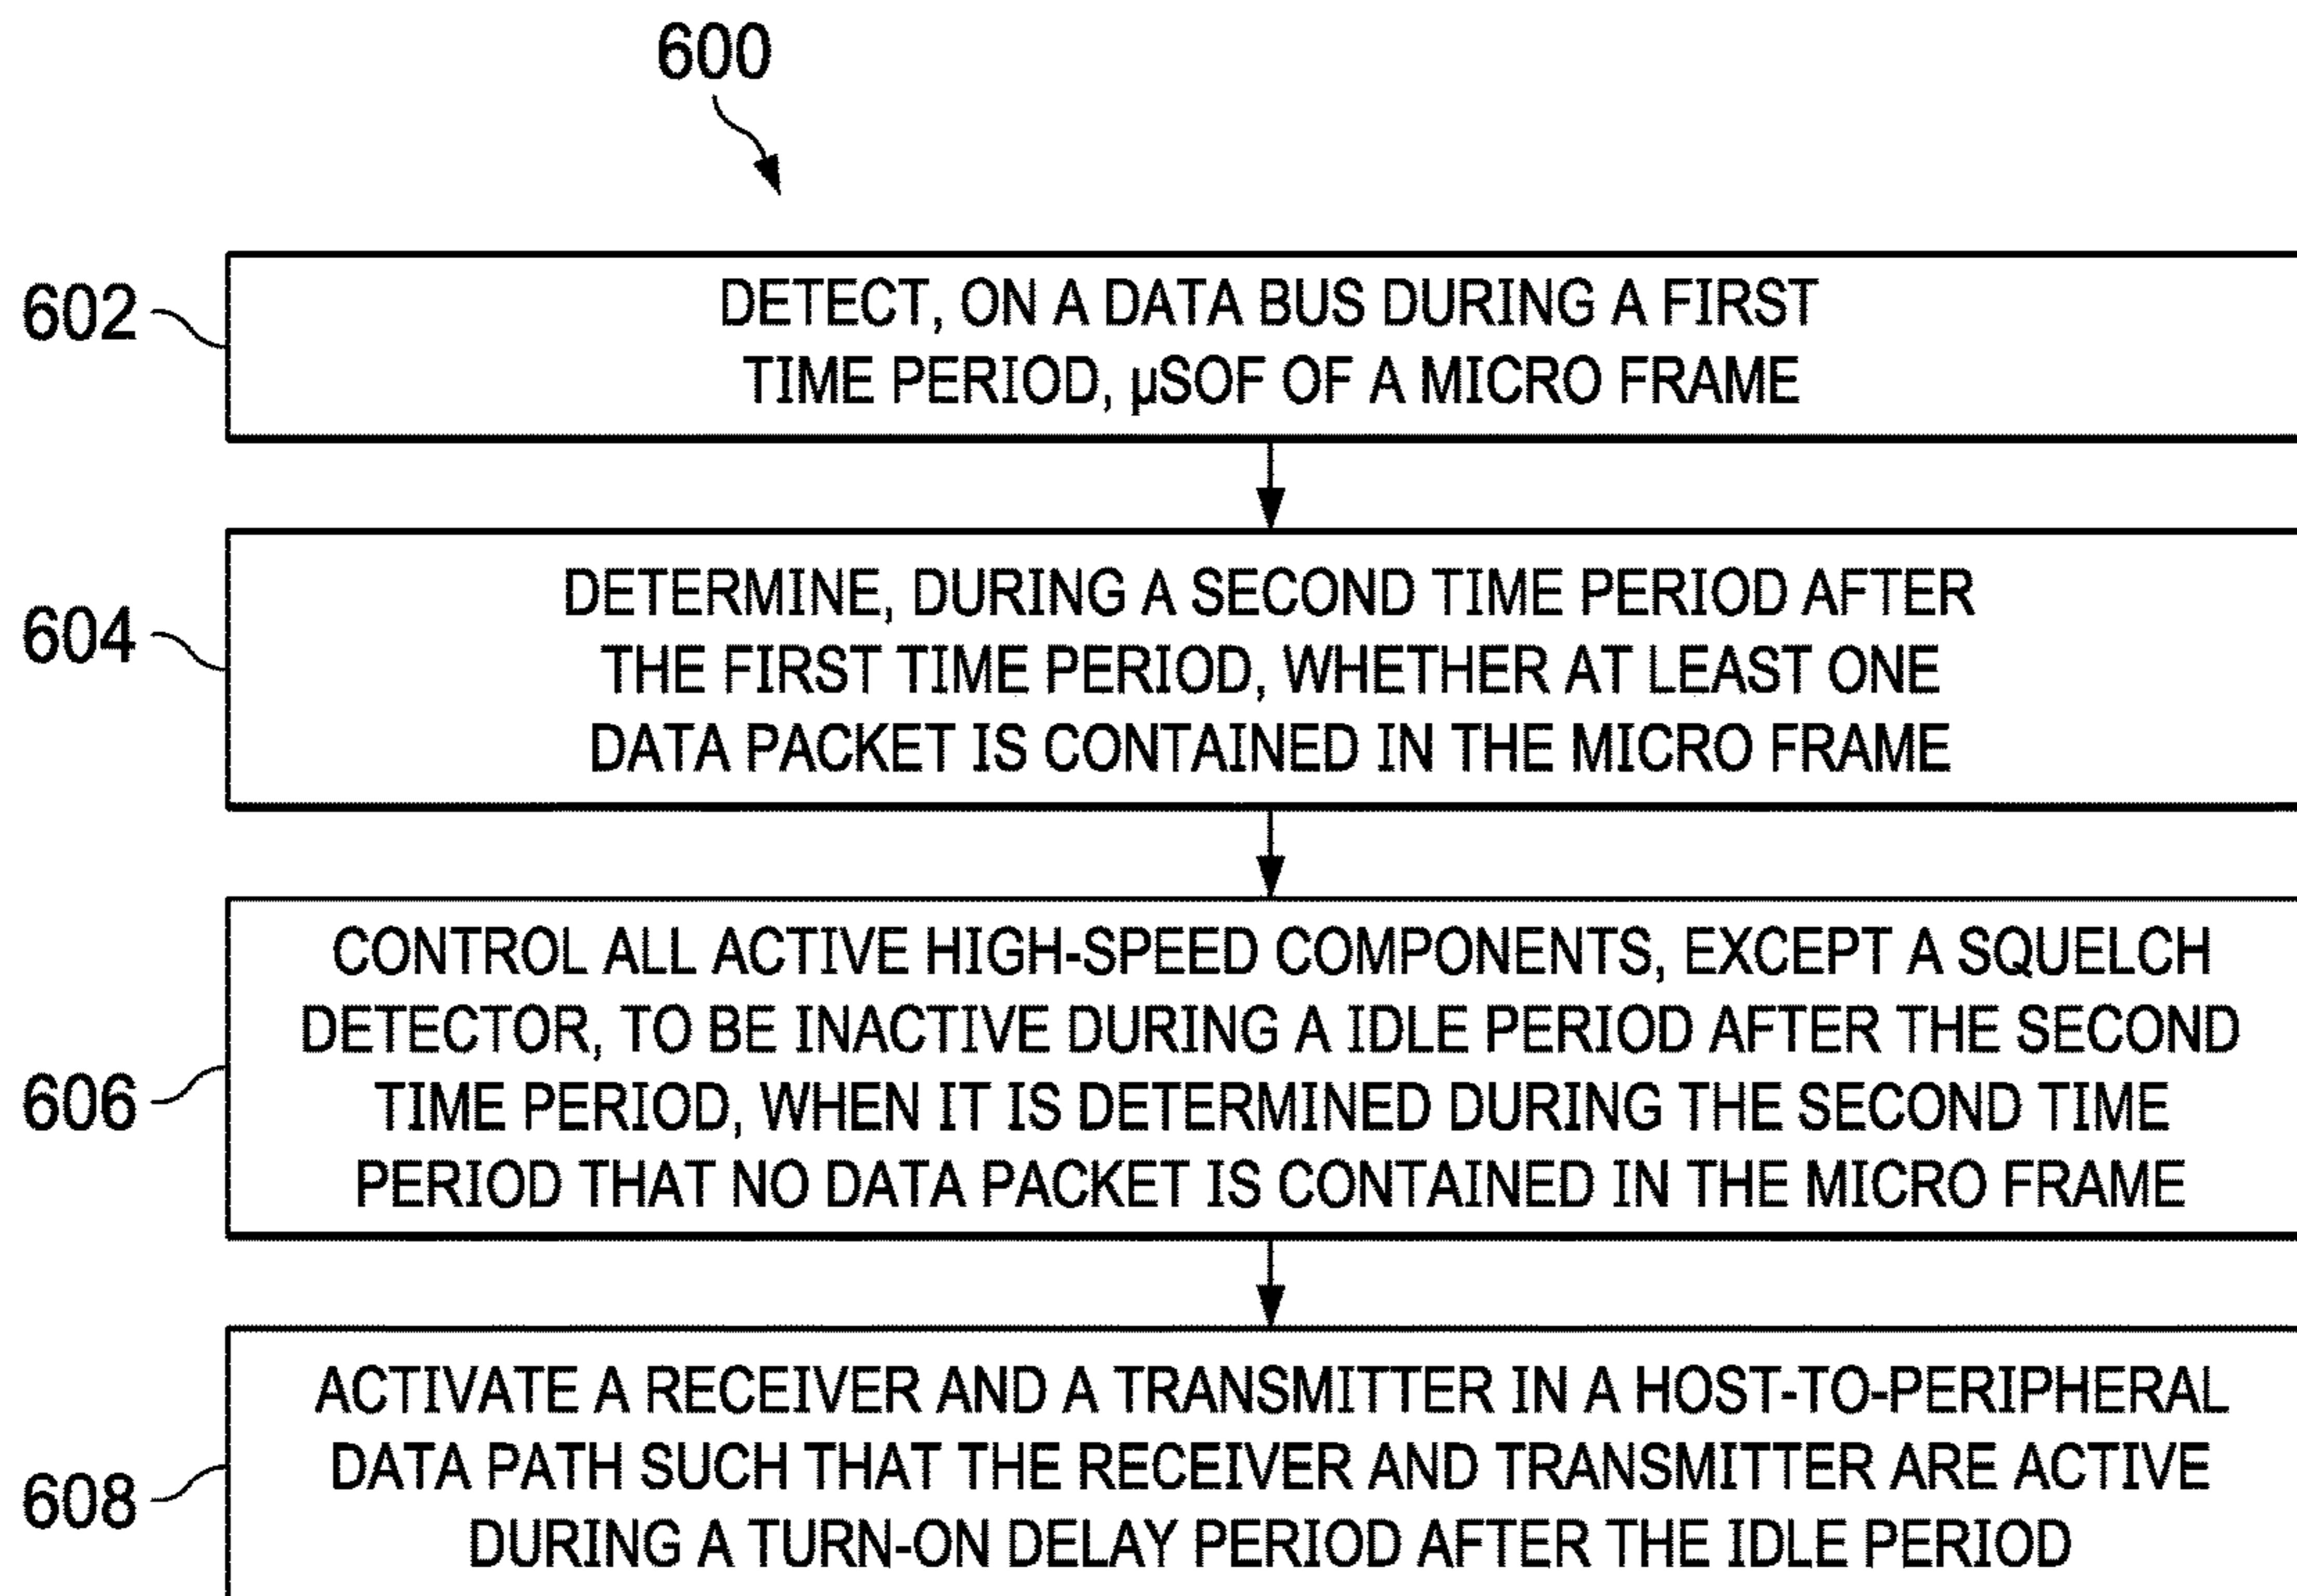 600
602
DETECT, ON A DATA BUS DURING A FIRST
TIME PERIOD, µSOF OF A MICRO FRAME
604
DETERMINE, DURING A SECOND TIME PERIOD AFTER
THE FIRST TIME PERIOD, WHETHER AT LEAST ONE
DATA PACKET IS CONTAINED IN THE MICRO FRAME
606
CONTROL ALL ACTIVE HIGH-SPEED COMPONENTS, EXCEPT A SQUELCH
DETECTOR, TO BE INACTIVE DURING A IDLE PERIOD AFTER THE SECOND
TIME PERIOD, WHEN IT IS DETERMINED DURING THE SECOND TIME
PERIOD THAT NO DATA PACKET IS CONTAINED IN THE MICRO FRAME
608
ACTIVATE A RECEIVER AND A TRANSMITTER IN A HOST-TO-PERIPHERAL
DATA PATH SUCH THAT THE RECEIVER AND TRANSMITTER ARE ACTIVE
DURING A TURN-ON DELAY PERIOD AFTER THE IDLE PERIOD